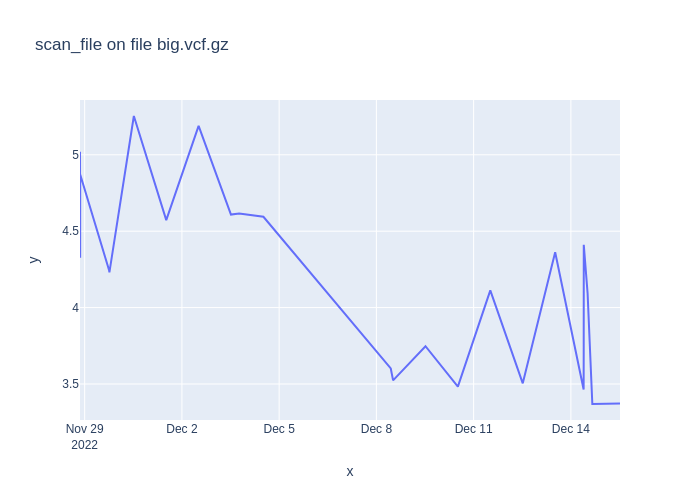 scan_file on file big.vcf.gz
y
5
4.5
4
3.5
Nov 29
2022
Dec 2
Dec 5
Dec 8
Dec 11
Dec 14
x